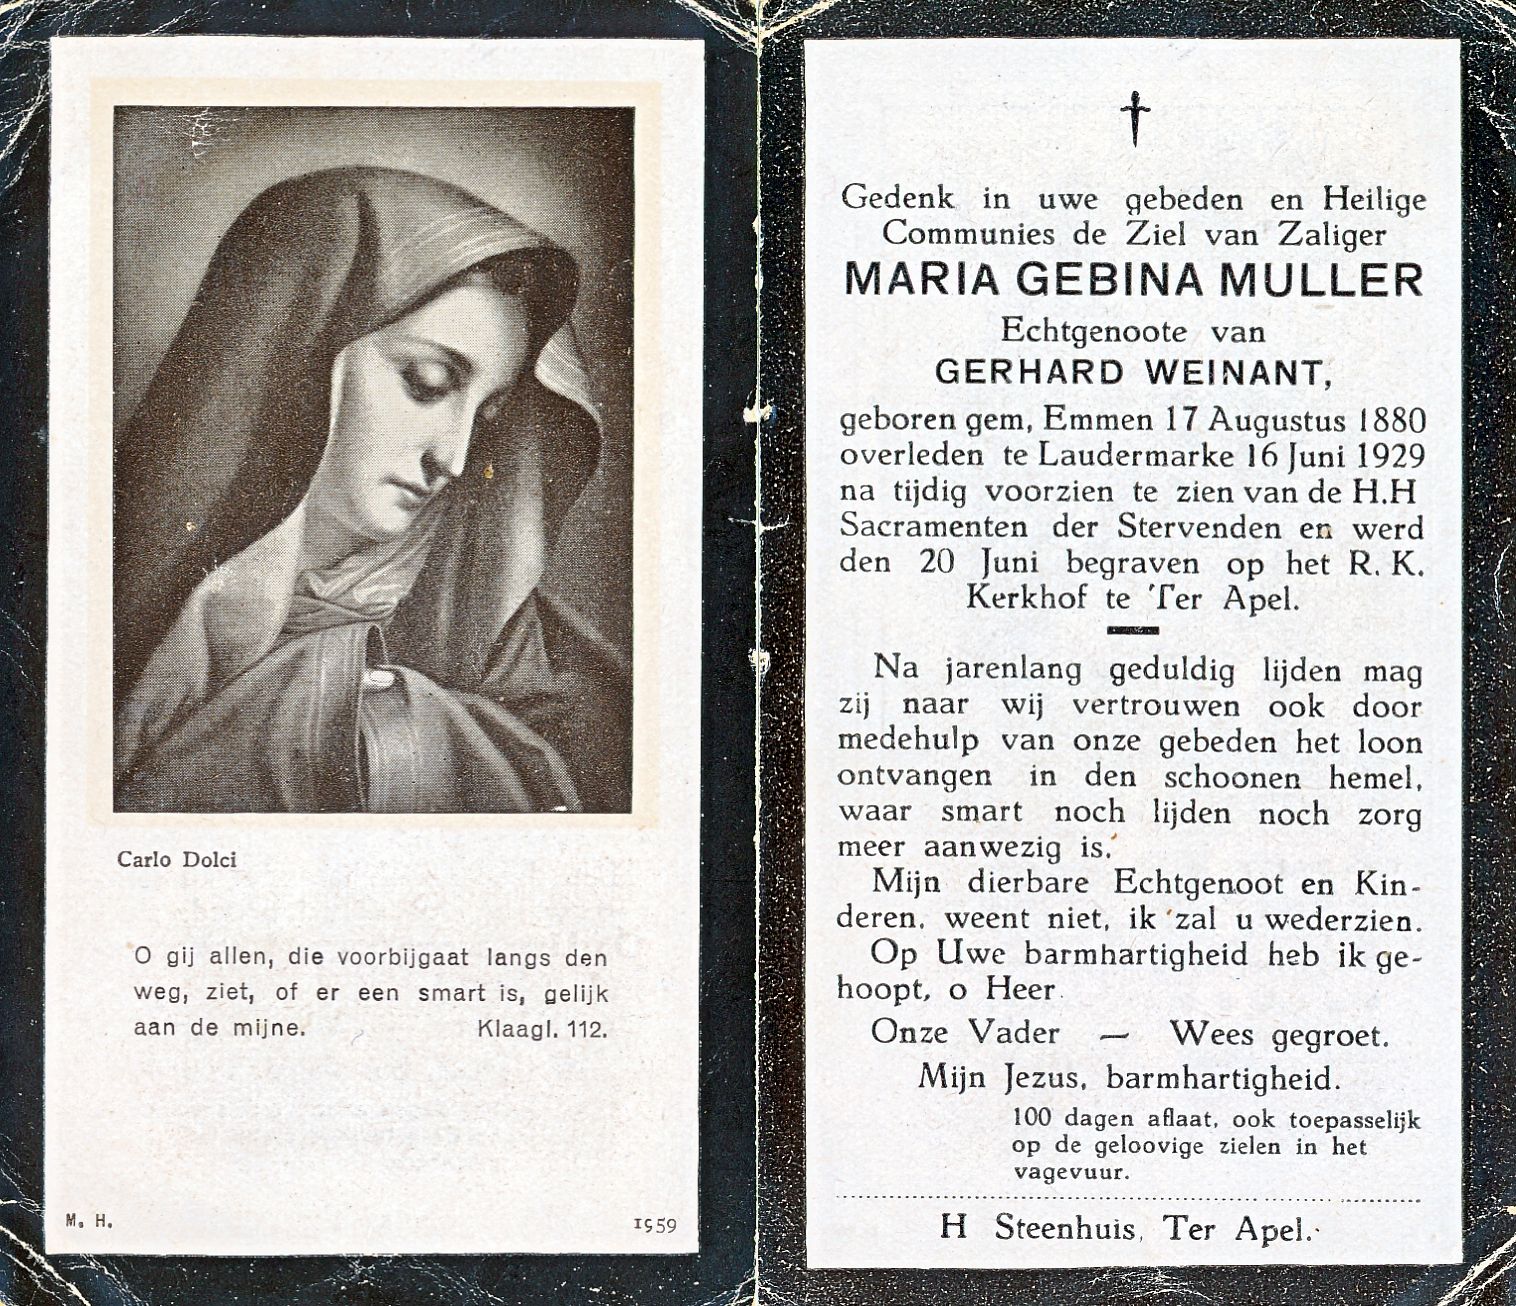 Carlo Dolci
O gij allen, die voorbijgaat langs den
weg, ziet, of er een smart is, gelijk
aan de mijne. Klaagl. 112.
M. H. 1959
Gedenk in uwe gebeden en Heilige
Communies de Ziel van Zaliger
MARIA GEBINA MULLER
Echtgenoote van
GERHARD WEINANT,
geboren gem, Emmen 17 Augustus 1880
overleden te Laudermarke 16 Juni 1929
na tijdig voorzien te zien van de H.H
Sacramenten der Stervenden en werd
den 20 Juni begraven op het R. K.
Kerkhof te Ter Apel.
Na jarenlang geduldig lijden mag
zij naar wij vertrouwen ook door
medehulp van onze gebeden het loon
ontvangen in den schoonen hemel,
waar smart noch lijden noch zorg
meer aanwezig is.
Mijn dierbare Echtgenoot en Kin-
deren, weent niet, ik zal u wederzien.
Op Uwe barmhartigheid heb ik ge-
hoopt, o Heer.
Onze Vader — Wees gegroet.
Mijn Jezus, barmhartigheid.
100 dagen aflaat, ook toepasselijk
op de geloovige zielen in het
vagevuur.
H Steenhuis, Ter Apel.